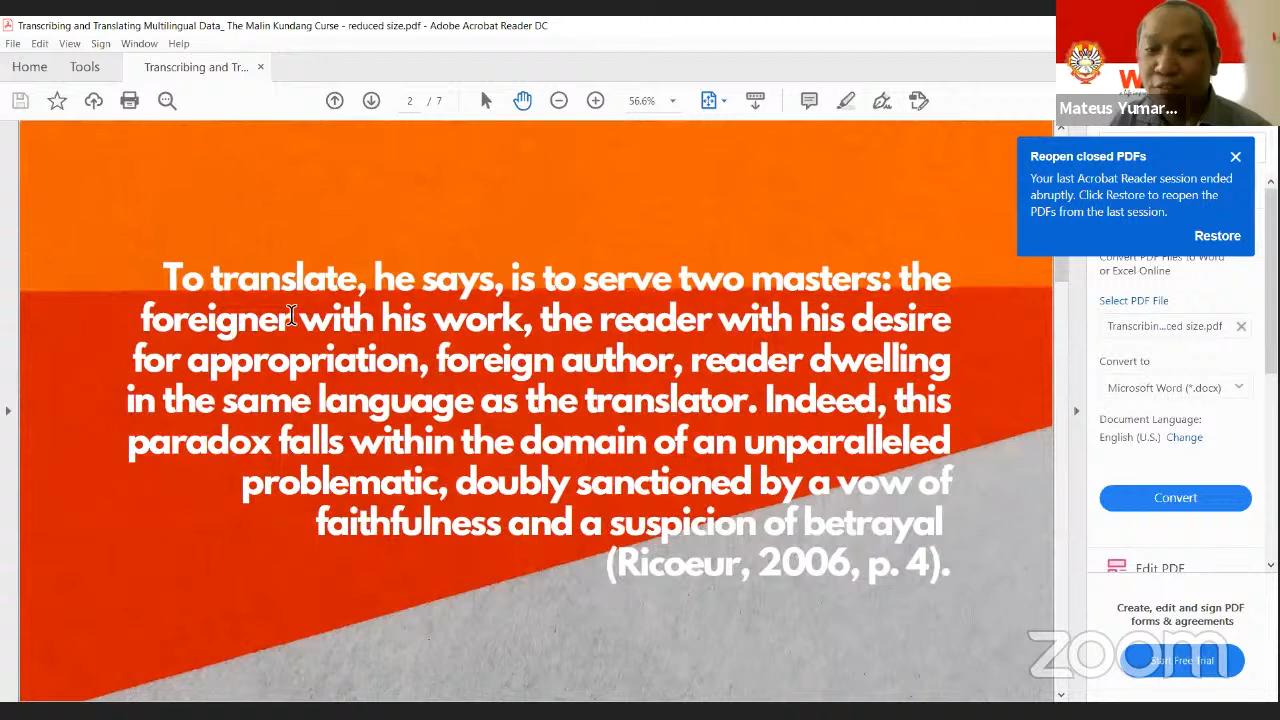 Transcribing and Translating Multilingual Data_ The Malin Kundang Curse - reduced size.pdf - Adobe Acrobat Reader DC
File Edit View Sign Window Help
Home Tools Transcribing and Tr... ×
2 / 56.6%
W
Mateus Yumar...
Reopen closed PDFs
Your last Acrobat Reader session ended
abruptly. Click Restore to reopen the
PDFs from the last session.
Restore
To translate, he says, is to serve two masters: the
foreigner with his work, the reader with his desire
for appropriation, foreign author, reader dwelling
in the same language as the translator. Indeed, this
paradox falls within the domain of an unparalleled
problematic, doubly sanctioned by a vow of
faithfulness and a suspicion of betrayal
(Ricoeur, 2006, p. 4).
Convert PDF Files to Word
or Excel Online
Select PDF File
Transcribin...ced size.pdf
Convert to
Microsoft Word (*.docx)
Document Language:
English (U.S.) Change
Convert
Edit PDF
Create, edit and sign PDF
forms & agreements
Start Free Trial
zoom